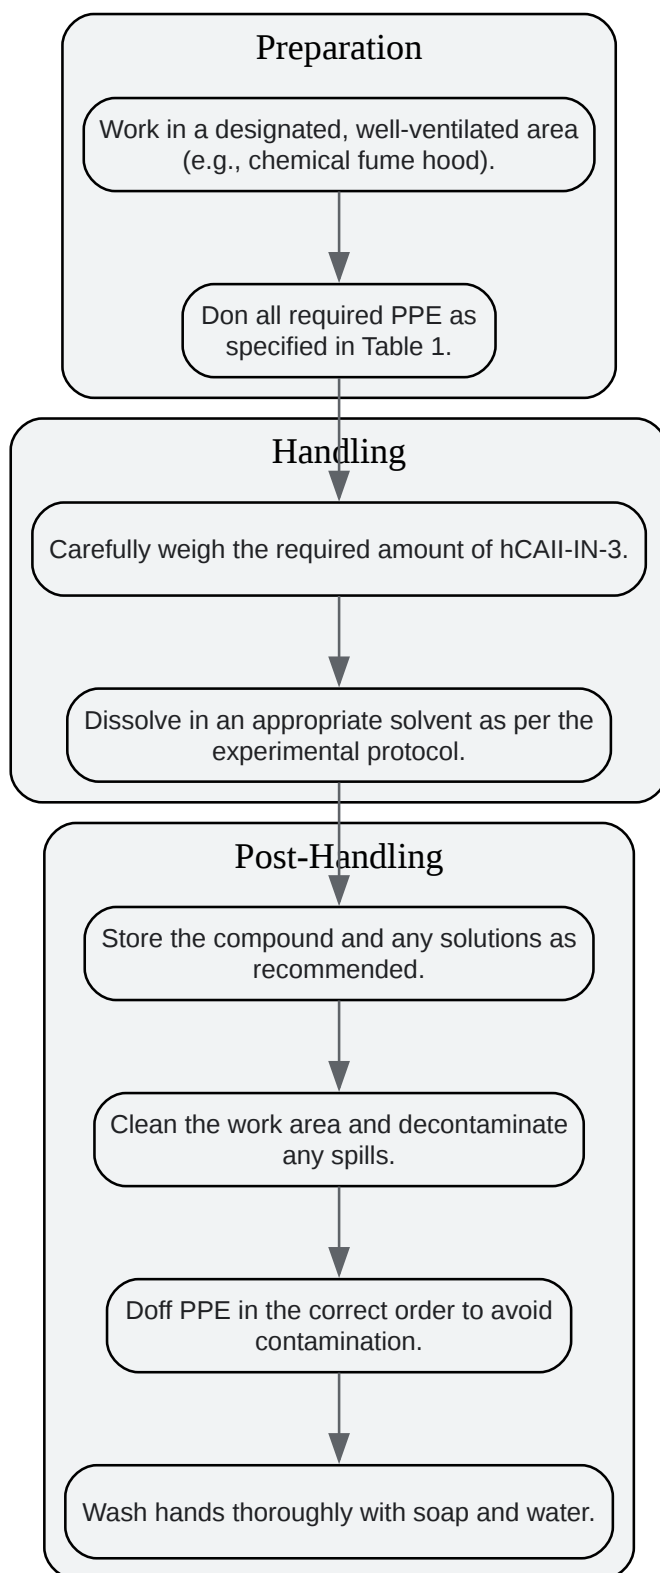 Preparation
Work in a designated, well-ventilated area
(e.g., chemical fume hood).
Don all required PPE as
specified in Table 1.
Handling
Carefully weigh the required amount of hCAII-IN-3.
Dissolve in an appropriate solvent as per the
experimental protocol.
Post-Handling
Store the compound and any solutions as
recommended.
Clean the work area and decontaminate
any spills.
Doff PPE in the correct order to avoid
contamination.
Wash hands thoroughly with soap and water.